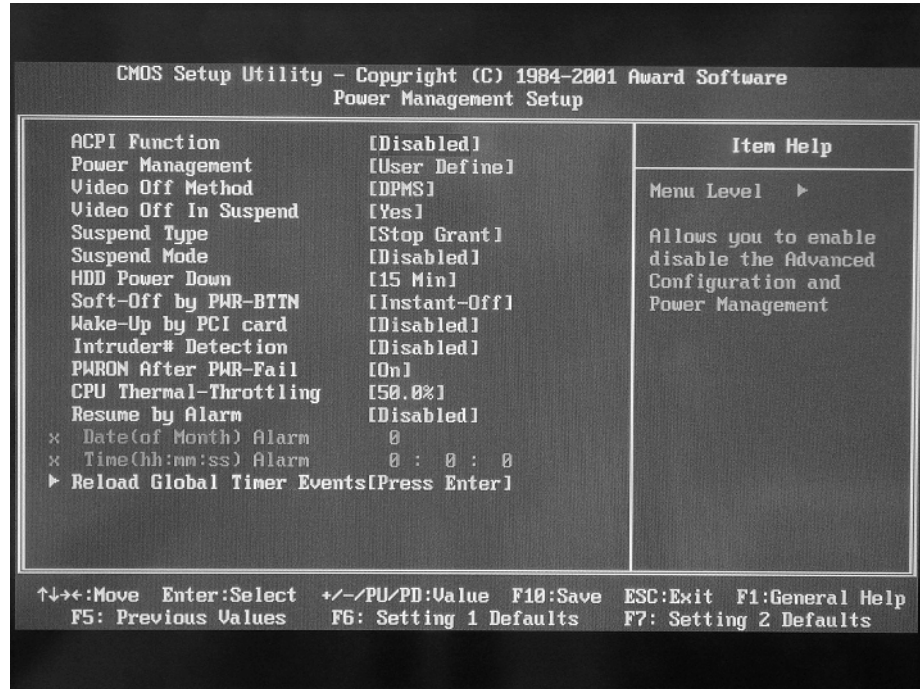 CMOS Setup Utility – Copyright (C) 1984–2001 Award Software
Power Management Setup
ACPI Function [Disabled]
Power Management [User Define]
Video Off Method [DPMS]
Video Off In Suspend [Yes]
Suspend Type [Stop Grant]
Suspend Mode [Disabled]
HDD Power Down [15 Min]
Soft-Off by PWR-BTTN [Instant-Off]
Wake-Up by PCI card [Disabled]
Intruder# Detection [Disabled]
PWRON After PWR-Fail [On]
CPU Thermal-Throttling [50.0%]
Resume by Alarm [Disabled]
x Date(of Month) Alarm 0
x Time(hh:mm:ss) Alarm 0 : 0 : 0
▶ Reload Global Timer Events[Press Enter]
Item Help
Menu Level ▶
Allows you to enable
disable the Advanced
Configuration and
Power Management
↑↓→←:Move Enter:Select +/-/PU/PD:Value F10:Save ESC:Exit F1:General Help
F5: Previous Values F6: Setting 1 Defaults F7: Setting 2 Defaults